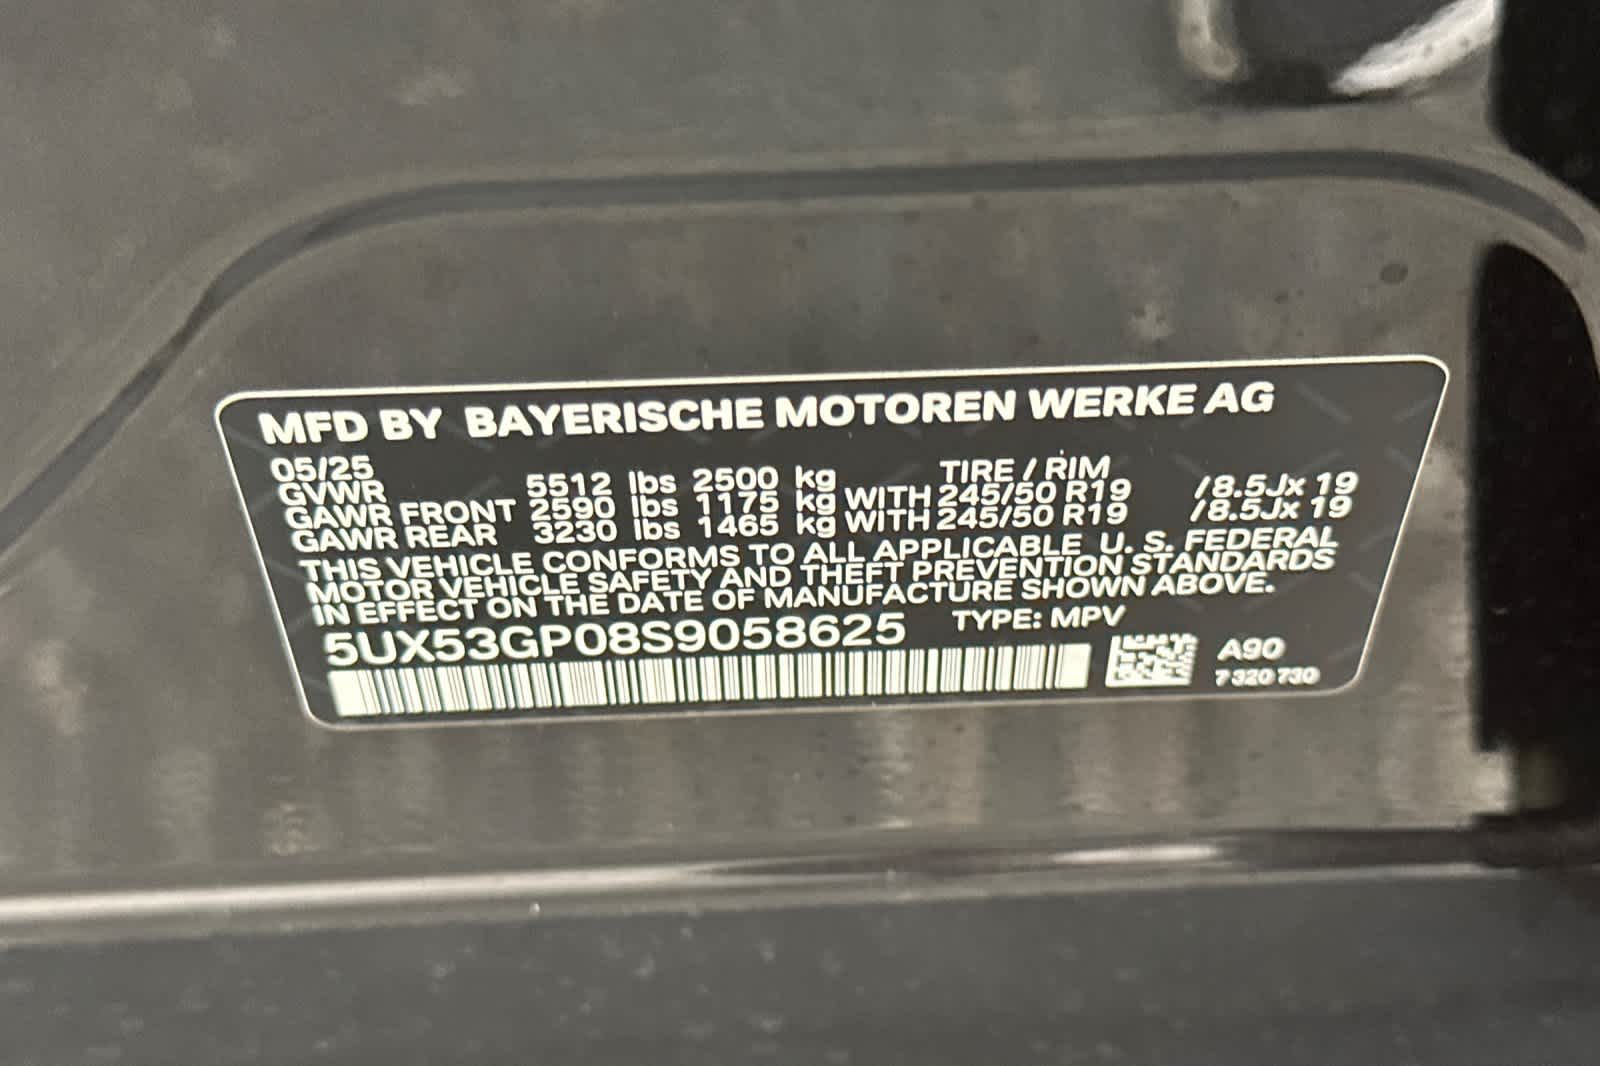 MFD BY BAYERISCHE MOTOREN WERKE AG
05/25 TIRE / RIM
GVWR 5512 lbs 2500 kg
GAWR FRONT 2590 lbs 1175 kg WITH 245/50 R19 /8.5Jx 19
GAWR REAR 3230 lbs 1465 kg WITH 245/50 R19 /8.5Jx 19
THIS VEHICLE CONFORMS TO ALL APPLICABLE U. S. FEDERAL
MOTOR VEHICLE SAFETY AND THEFT PREVENTION STANDARDS
IN EFFECT ON THE DATE OF MANUFACTURE SHOWN ABOVE.
5UX53GP08S9058625 TYPE: MPV
A90
7 320 730